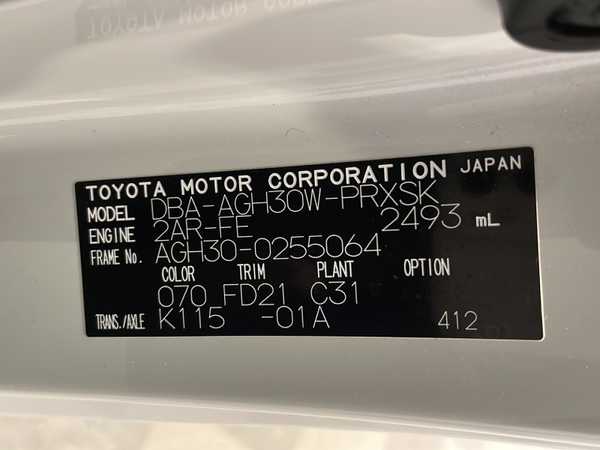 TOYOTA MOTOR CORPORATION JAPAN
MODEL DBA-AGH30W-PRXSK
ENGINE 2AR-FE 2493 mL
FRAME No. AGH30-0255064
COLOR TRIM PLANT OPTION
070 FD21 C31
TRANS./AXLE K115 -01A 412